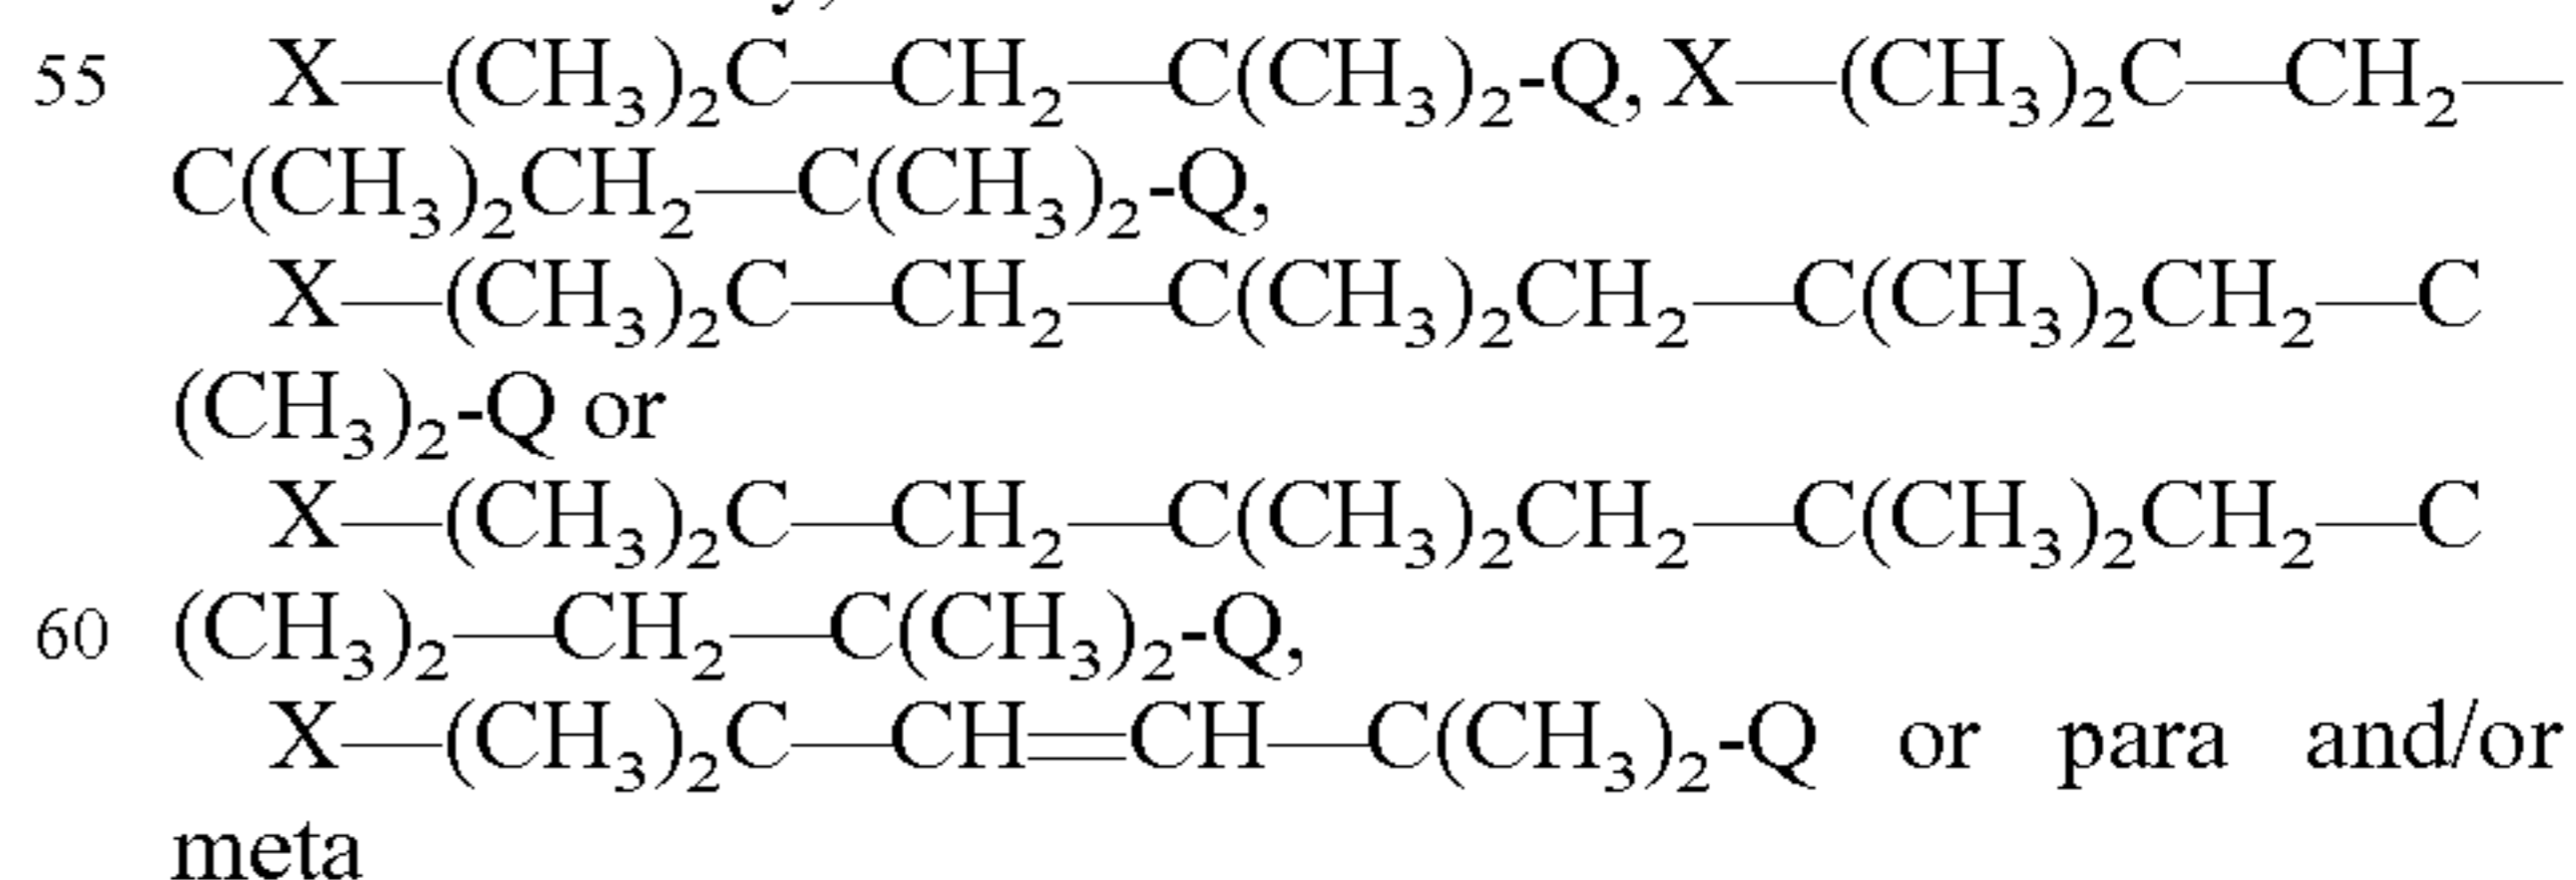 55 X—(CH₃)₂C—CH₂—C(CH₃)₂-Q, X—(CH₃)₂C—CH₂—
C(CH₃)₂CH₂—C(CH₃)₂-Q,
X—(CH₃)₂C—CH₂—C(CH₃)₂CH₂—C(CH₃)₂CH₂—C
(CH₃)₂-Q or
X—(CH₃)₂C—CH₂—C(CH₃)₂CH₂—C(CH₃)₂CH₂—C
60 (CH₃)₂—CH₂—C(CH₃)₂-Q,
X—(CH₃)₂C—CH=CH—C(CH₃)₂-Q or para and/or
meta